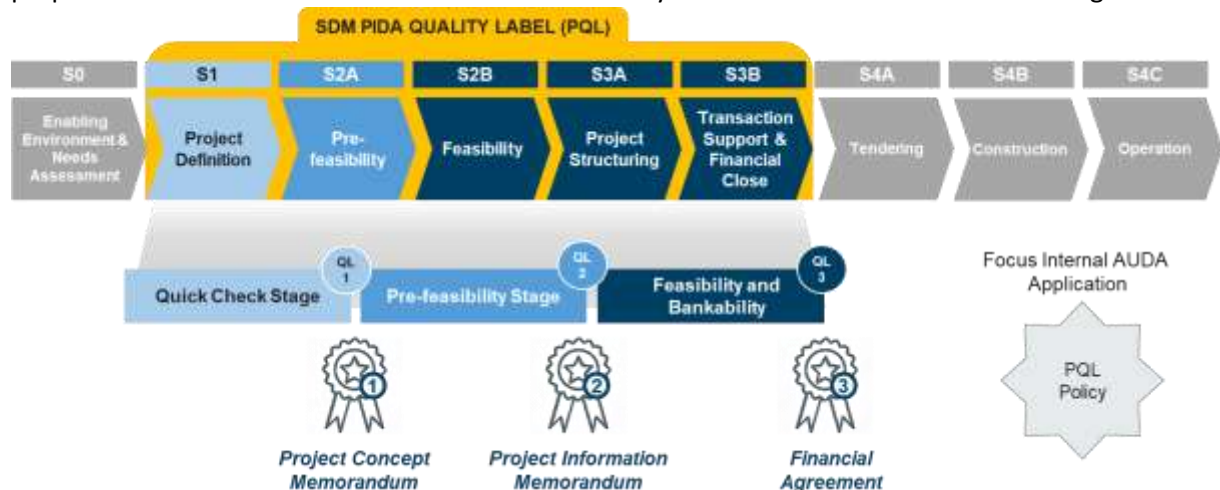 SDM PIDA QUALITY LABEL (PQL)
S0
S1
S2A
S2B
S3A
S3B
S4A
S4B
S4C
Enabling
Environment &
Needs
Assessment
Project
Definition
Pre-
feasibility
Feasibility
Project
Structuring
Transaction
Support &
Financial
Close
Tendering
Construction
Operation
QL
1
QL
2
QL
3
Quick Check Stage
Pre-feasibility Stage
Feasibility and
Bankability
Focus Internal AUDA
Application
PQL
Policy
1
2
3
Project Concept
Memorandum
Project Information
Memorandum
Financial
Agreement